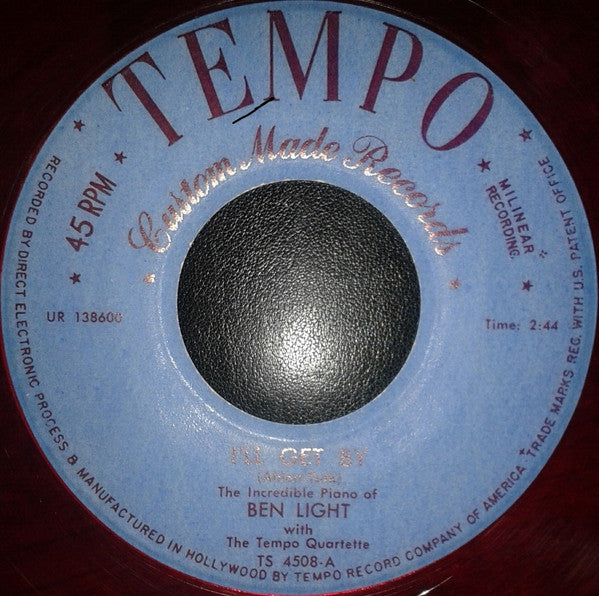 TEMPO
Custom Made Records
45 RPM
MILINEAR
RECORDING
UR 138600
Time: 2:44
I'LL GET BY
The Incredible Piano of
BEN LIGHT
with
The Tempo Quartette
TS 4508-A
RECORDED BY DIRECT ELECTRONIC PROCESS & MANUFACTURED IN HOLLYWOOD BY TEMPO RECORD COMPANY OF AMERICA ★ TRADE MARKS REG. WITH U.S. PATENT OFFICE